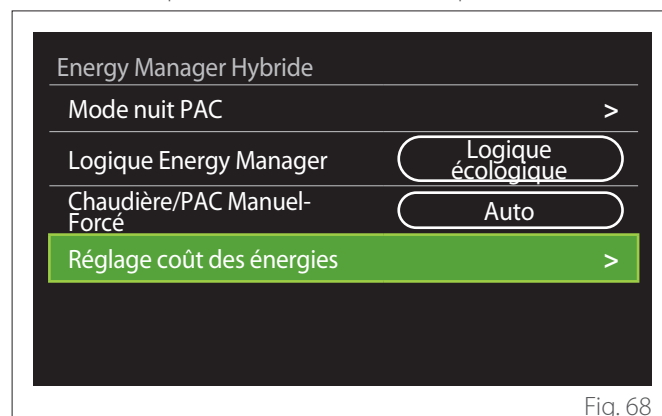 Energy Manager Hybride
Mode nuit PAC >
Logique Energy Manager
Logique
écologique
Chaudière/PAC Manuel-
Forcé
Auto
Réglage coût des énergies >
Fig. 68